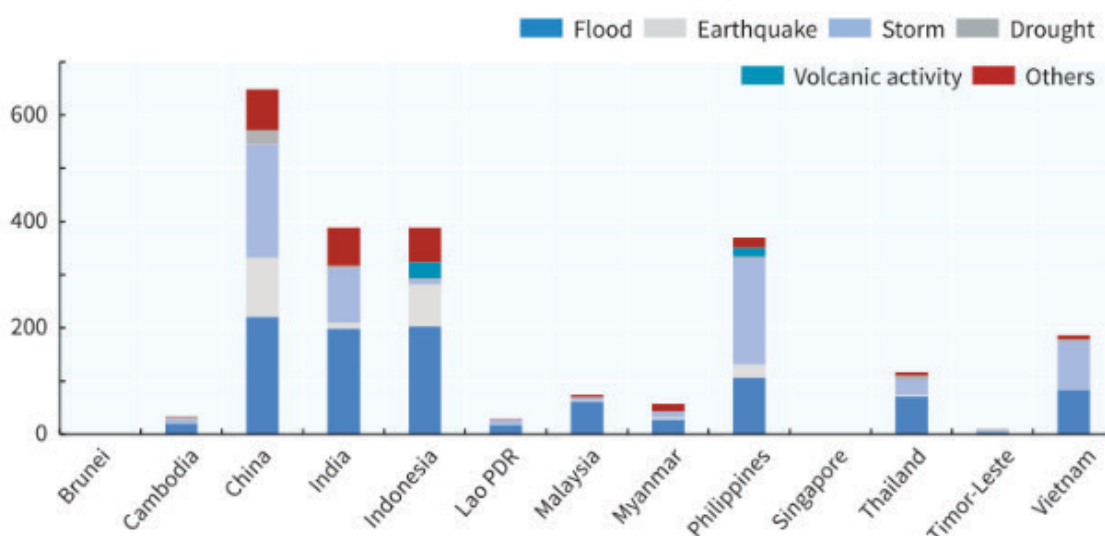 Flood Earthquake Storm Drought
Volcanic activity Others
600
400
200
0
Brunei
Cambodia
China
India
Indonesia
Lao PDR
Malaysia
Myanmar
Philippines
Singapore
Thailand
Timor-Leste
Vietnam